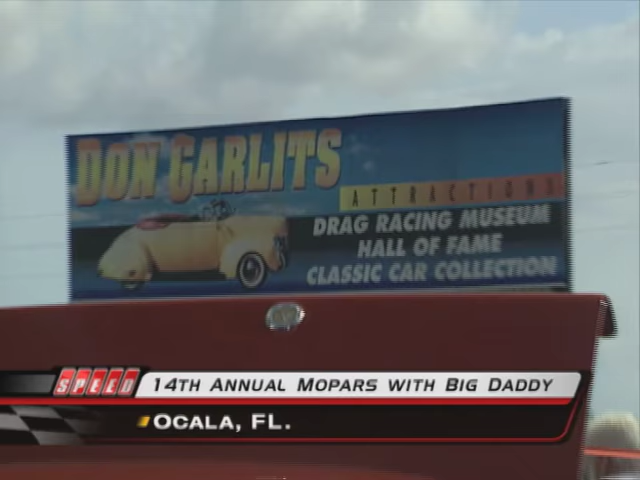 DON GARLITS
ATTRACTIONS
DRAG RACING MUSEUM
HALL OF FAME
CLASSIC CAR COLLECTION
SPEED
14TH ANNUAL MOPARS WITH BIG DADDY
OCALA, FL.